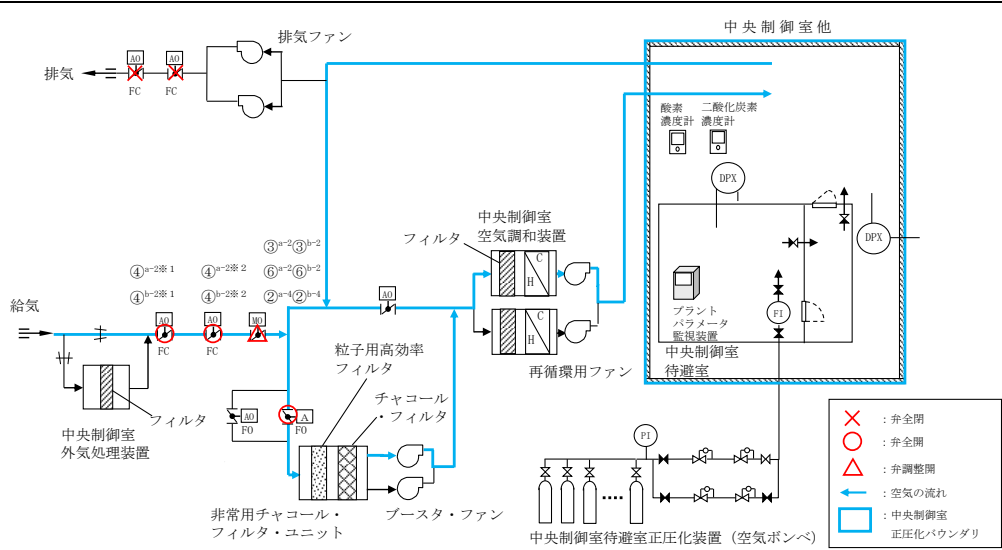 中央制御室他
排気ファン
AO
AO
排気
FC
FC
酸素
濃度計
二酸化炭素
濃度計
DPX
DPX
中央制御室
空気調和装置
フィルタ
③a-2③b-2
④a-2※1
④a-2※2
⑥a-2⑥b-2
④b-2※1
④b-2※2
②a-4②b-4
給気
AO
AO
MO
AO
FC
FC
C
H
C
H
プラント
パラメータ
監視装置
FI
中央制御室
待避室
再循環用ファン
粒子用高効率
フィルタ
チャコール
・フィルタ
フィルタ
中央制御室
外気処理装置
AO
FO
A
FO
非常用チャコール・
フィルタ・ユニット
ブースタ・ファン
PI
中央制御室待避室正圧化装置（空気ボンベ）
：弁全閉
：弁全開
：弁調整開
：空気の流れ
：中央制御室
正圧化バウンダリ